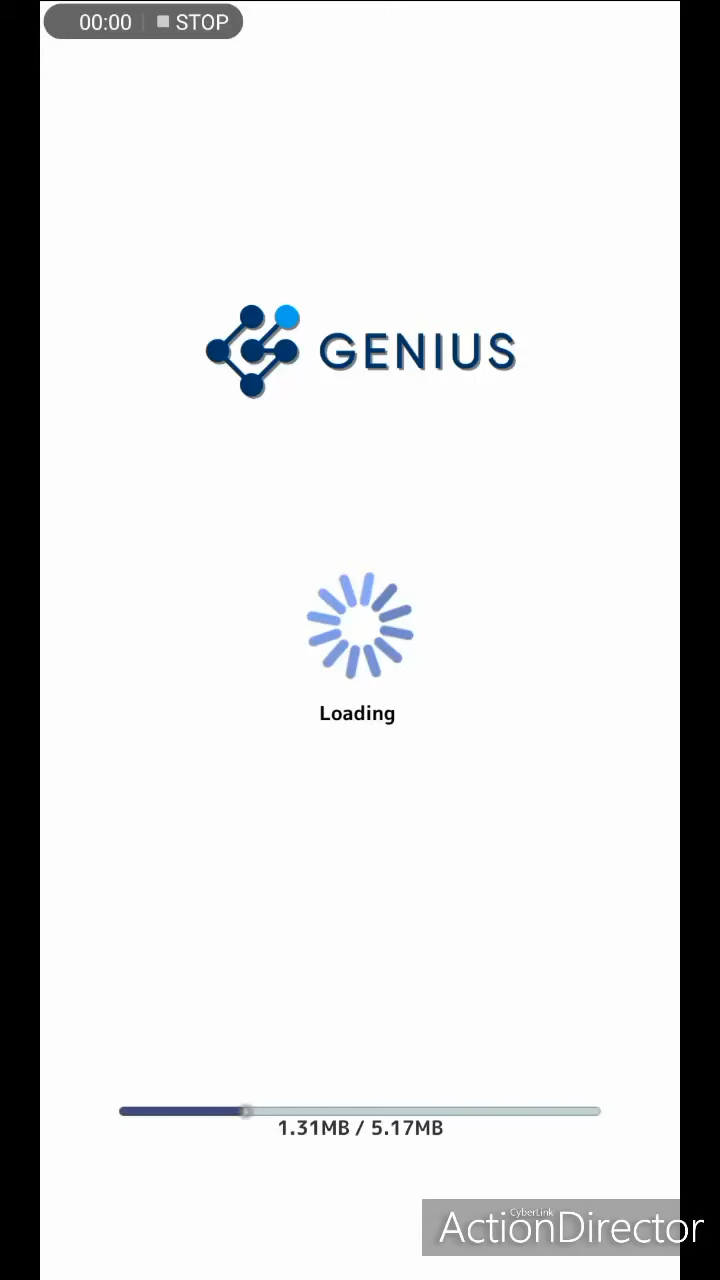 00:00 STOP
GENIUS
Loading
1.31MB / 5.17MB
CyberLink
ActionDirector